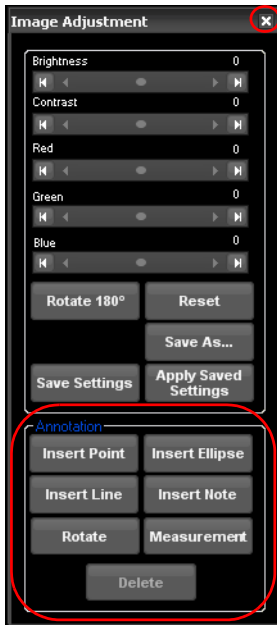 Image Adjustment
Brightness 0
Contrast 0
Red 0
Green 0
Blue 0
Rotate 180° Reset
Save As...
Save Settings Apply Saved Settings
Annotation
Insert Point Insert Ellipse
Insert Line Insert Note
Rotate Measurement
Delete